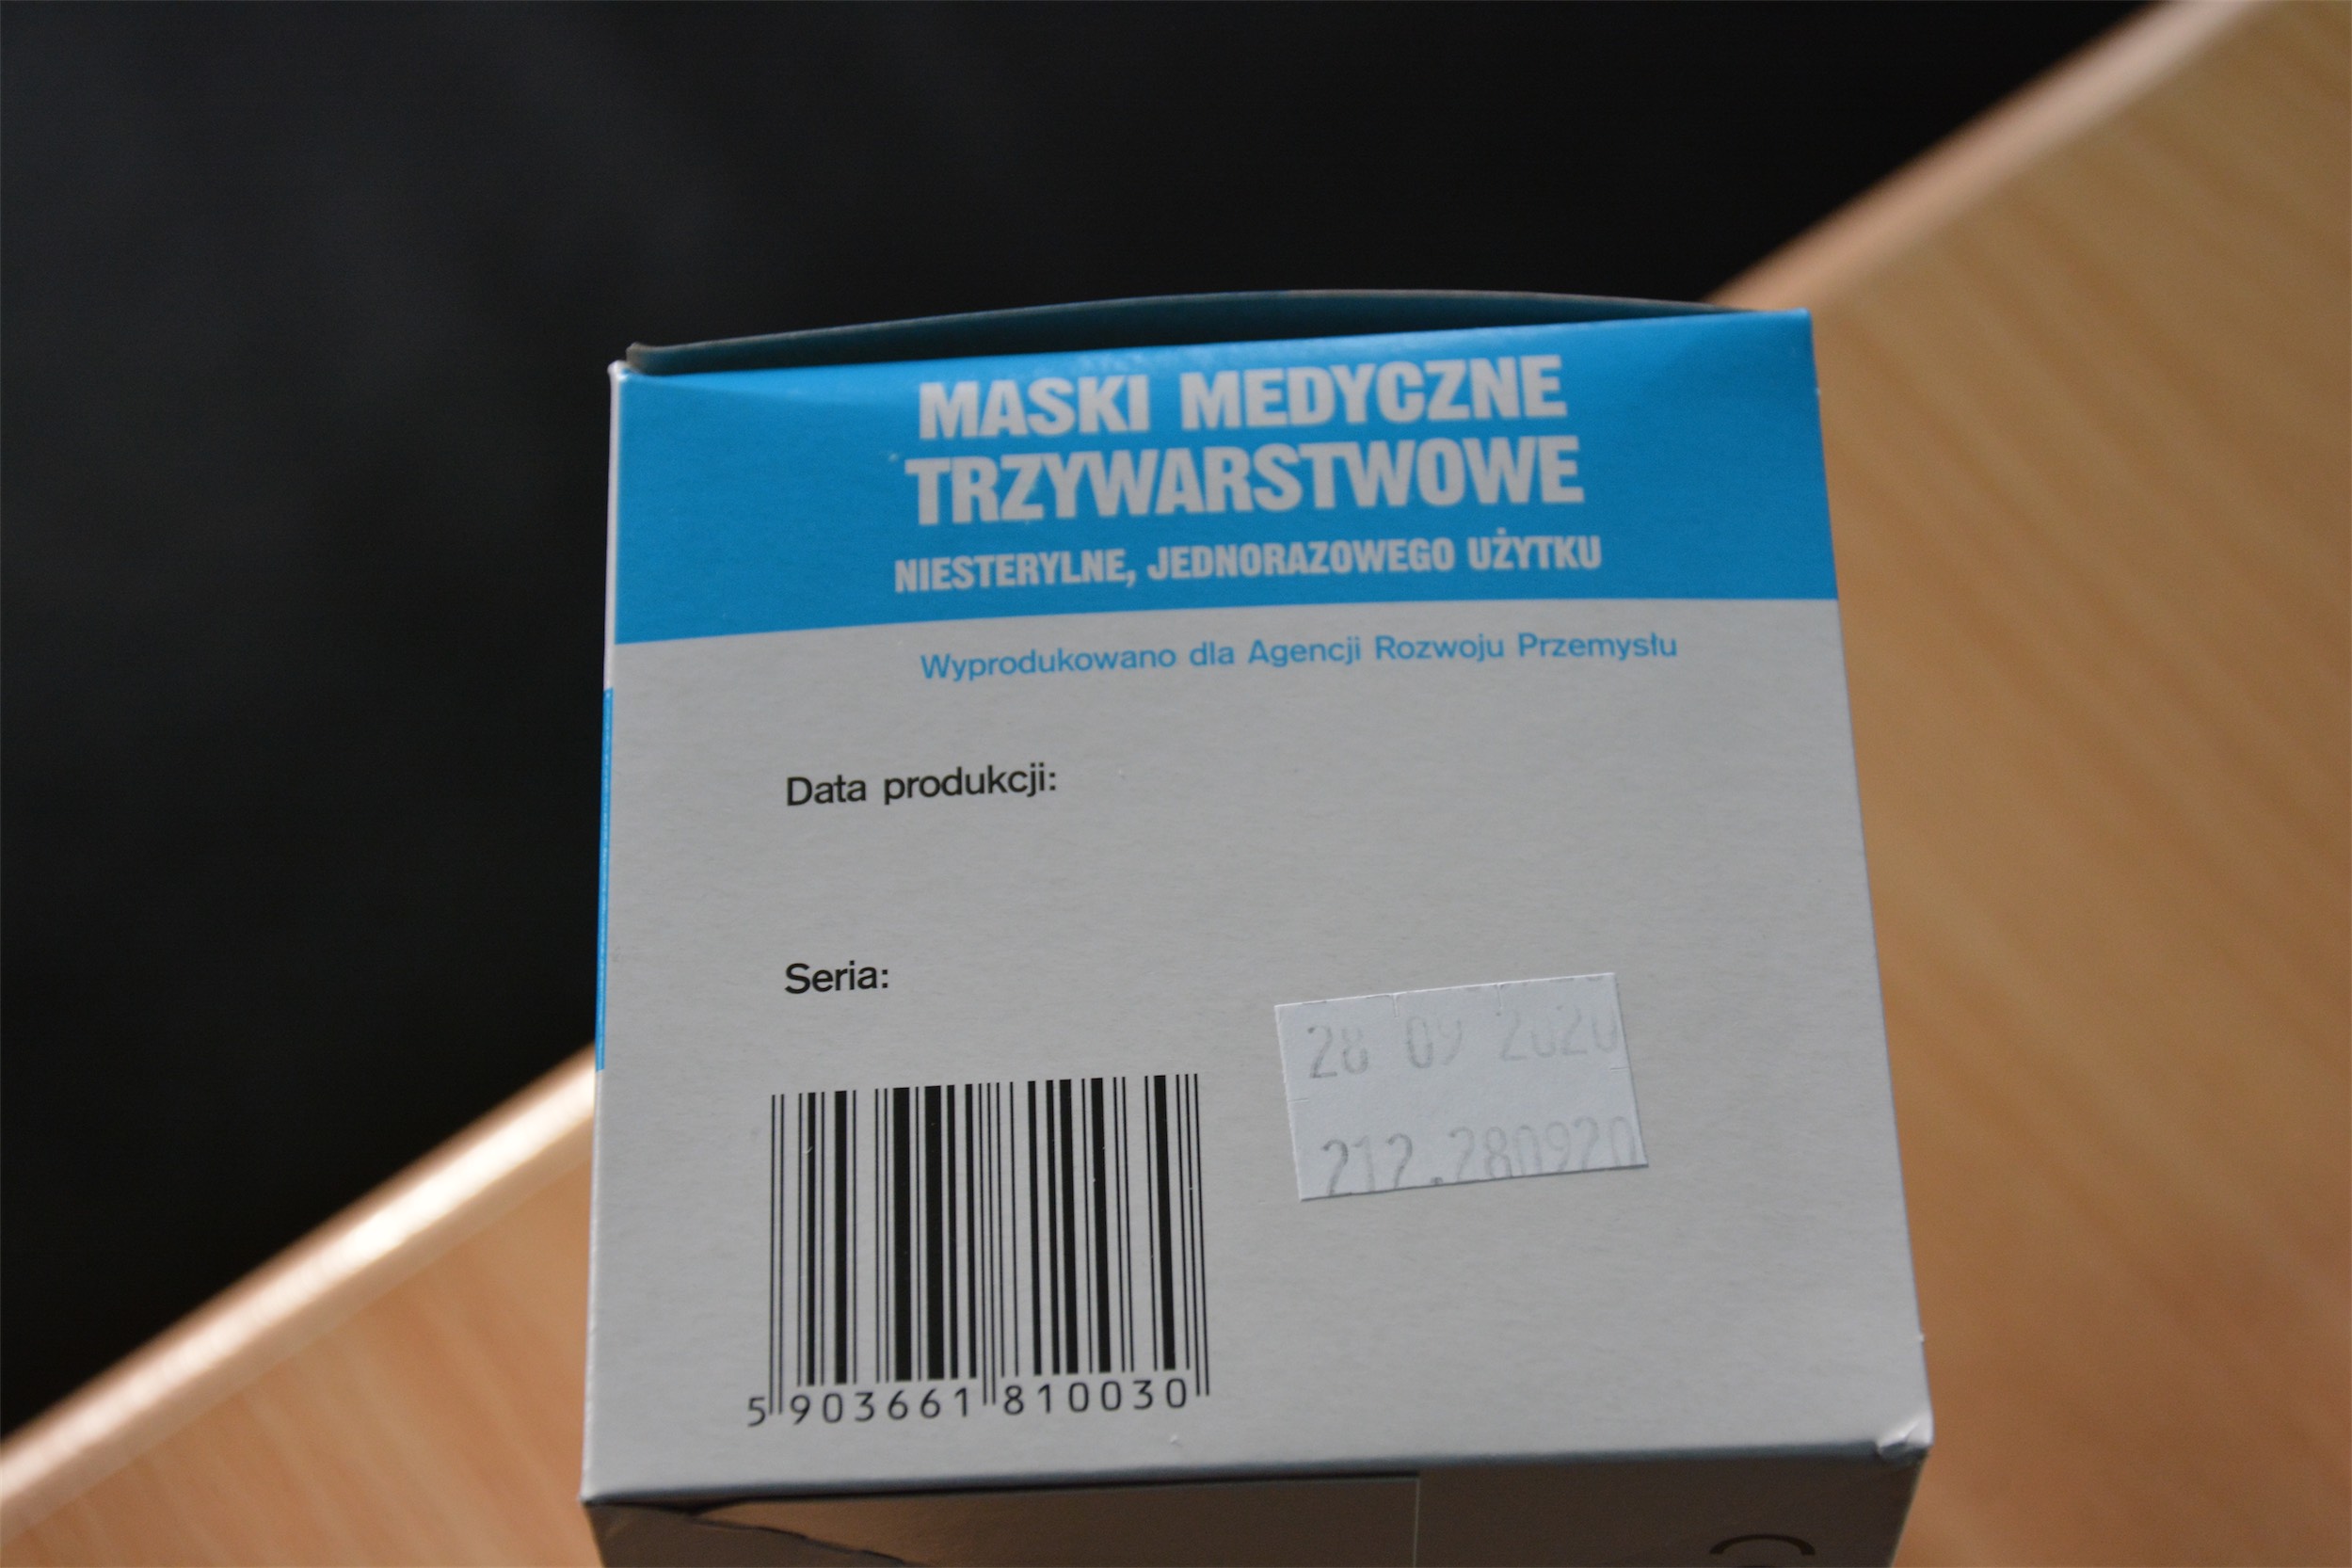 MASKI MEDYCZNE
TRZYWARSTWOWE
NIESTERYLNE, JEDNORAZOWEGO UŻYTKU
Wyprodukowano dla Agencji Rozwoju Przemysłu
Data produkcji:
Seria:
28 09 2020
212.280920
5 903661 810030